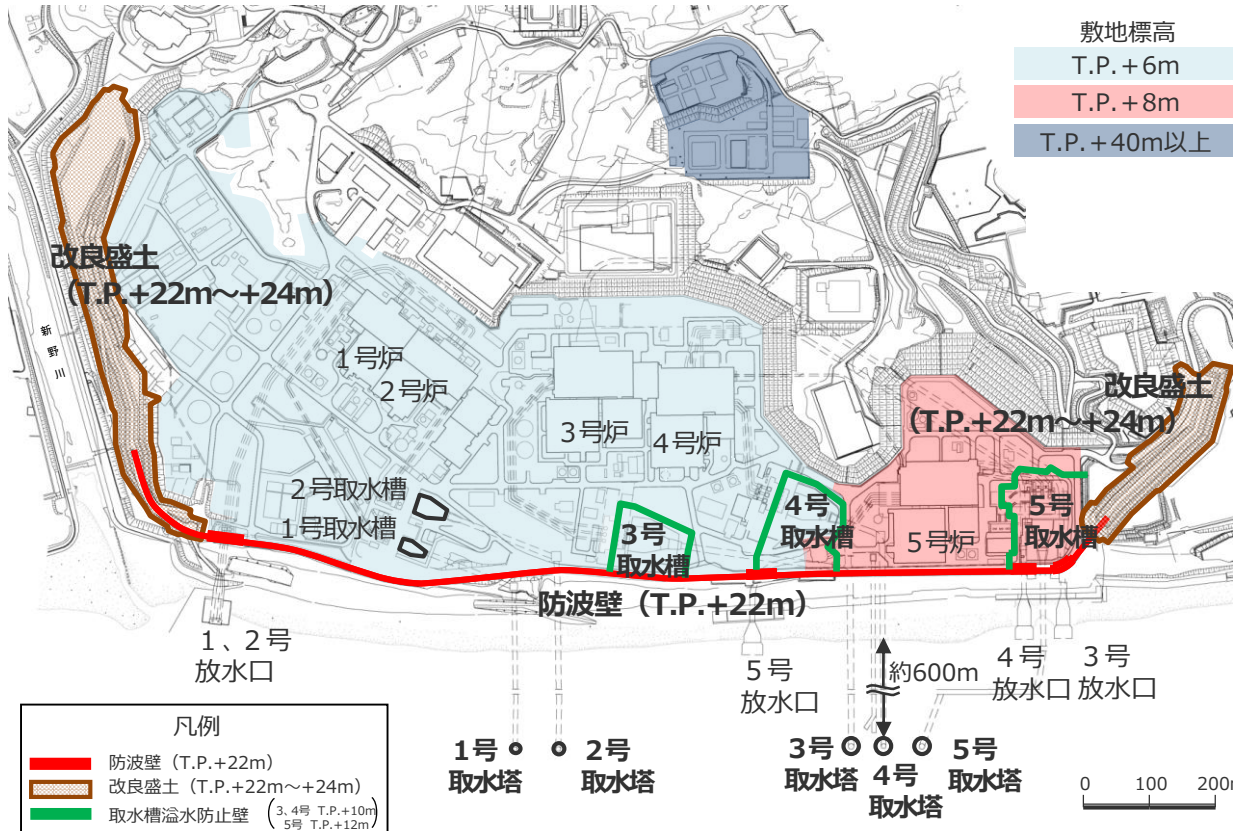 敷地標高
T.P.+6m
T.P.+8m
T.P.+40m以上
改良盛土
(T.P.+22m～+24m)
新野川
1号炉
2号炉
3号炉
4号炉
改良盛土
(T.P.+22m～+24m)
2号取水槽
1号取水槽
3号
取水槽
4号
取水槽
5号炉
5号
取水槽
防波壁（T.P.+22m）
1、2号
放水口
5号
放水口
約600m
4号
放水口
3号
放水口
1号
取水塔
2号
取水塔
3号
取水塔
4号
取水塔
5号
取水塔
0 100 200m
凡例
防波壁（T.P.+22m）
改良盛土（T.P.+22m～+24m）
取水槽溢水防止壁
(3、4号 T.P.+10m
5号 T.P.+12m)